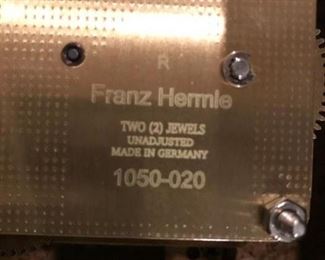 R
Franz Hermle
TWO (2) JEWELS
UNADJUSTED
MADE IN GERMANY
1050-020